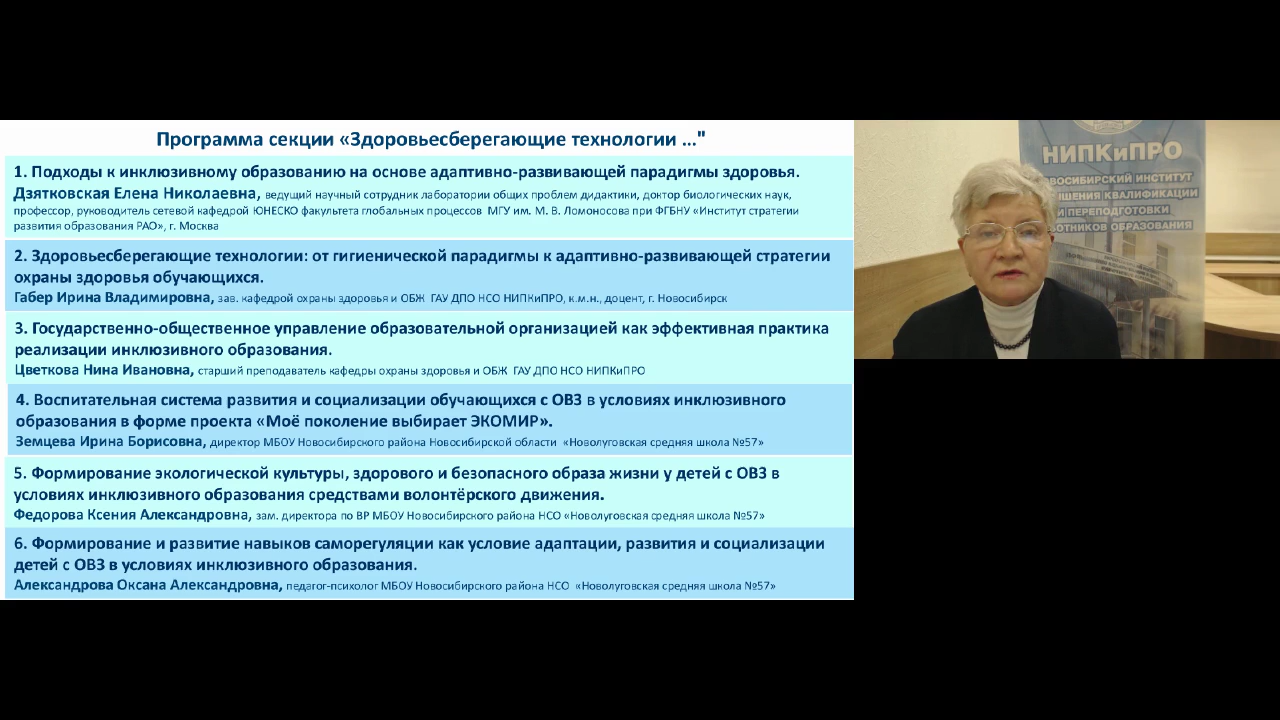 Программа секции «Здоровьесберегающие технологии ..."
1. Подходы к инклюзивному образованию на основе адаптивно-развивающей парадигмы здоровья.
Дзятковская Елена Николаевна, ведущий научный сотрудник лаборатории общих проблем дидактики, доктор биологических наук,
профессор, руководитель сетевой кафедрой ЮНЕСКО факультета глобальных процессов МГУ им. М. В. Ломоносова при ФГБНУ «Институт стратегии
развития образования РАО», г. Москва
2. Здоровьесберегающие технологии: от гигиенической парадигмы к адаптивно-развивающей стратегии
охраны здоровья обучающихся.
Габер Ирина Владимировна, зав. кафедрой охраны здоровья и ОБЖ ГАУ ДПО НСО НИПКиПРО, к.м.н., доцент, г. Новосибирск
3. Государственно-общественное управление образовательной организацией как эффективная практика
реализации инклюзивного образования.
Цветкова Нина Ивановна, старший преподаватель кафедры охраны здоровья и ОБЖ ГАУ ДПО НСО НИПКиПРО
4. Воспитательная система развития и социализации обучающихся с ОВЗ в условиях инклюзивного
образования в форме проекта «Моё поколение выбирает ЭКОМИР».
Земцева Ирина Борисовна, директор МБОУ Новосибирского района Новосибирской области «Новолуговская средняя школа №57»
5. Формирование экологической культуры, здорового и безопасного образа жизни у детей с ОВЗ в
условиях инклюзивного образования средствами волонтёрского движения.
Федорова Ксения Александровна, зам. директора по ВР МБОУ Новосибирского района НСО «Новолуговская средняя школа №57»
6. Формирование и развитие навыков саморегуляции как условие адаптации, развития и социализации
детей с ОВЗ в условиях инклюзивного образования.
Александрова Оксана Александровна, педагог-психолог МБОУ Новосибирского района НСО «Новолуговская средняя школа №57»
НИПКиПРО
ОВОСИБИРСКИЙ ИНСТИТУТ
ЫШЕНИЯ КВАЛИФИКАЦИИ
И ПЕРЕПОДГОТОВКИ
БОТНИКОВ ОБРАЗОВАНИЯ